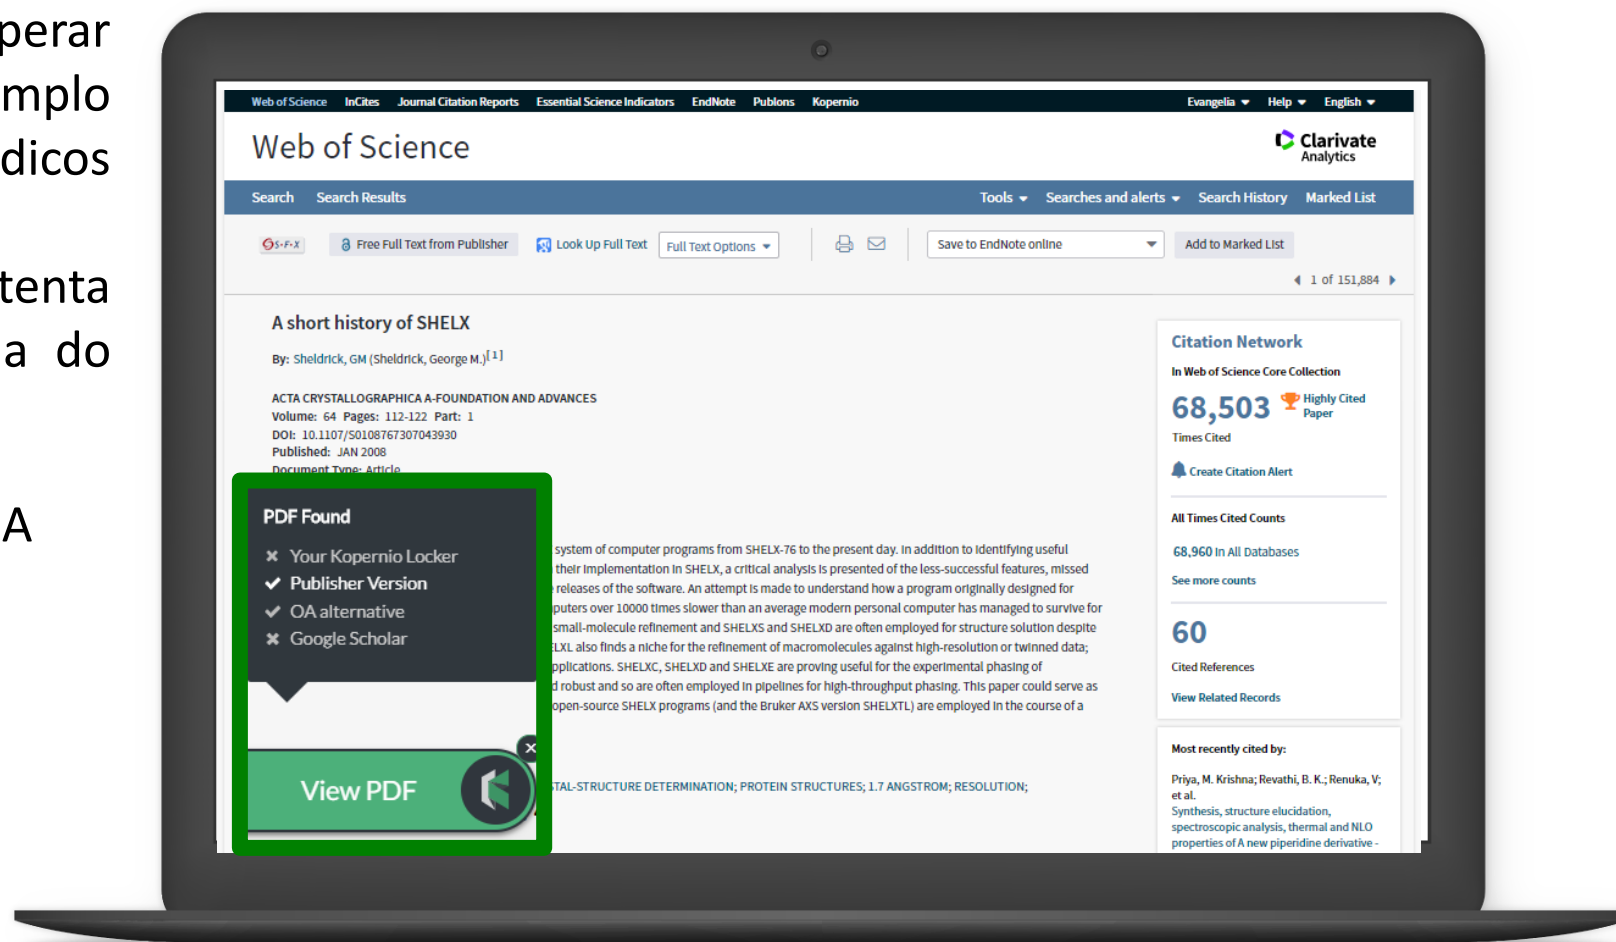 perar
mplo
dicos
tenta
a do
A
Web of Science InCites Journal Citation Reports Essential Science Indicators EndNote Publons Kopernio Evangelia Help English
Web of Science
Clarivate
Analytics
Search Search Results Tools Searches and alerts Search History Marked List
S·F·X Free Full Text from Publisher Look Up Full Text Full Text Options Save to EndNote online Add to Marked List
1 of 151,884
A short history of SHELX
By: Sheldrick, GM (Sheldrick, George M.)[1]
ACTA CRYSTALLOGRAPHICA A-FOUNDATION AND ADVANCES
Volume: 64 Pages: 112-122 Part: 1
DOI: 10.1107/S0108767307043930
Published: JAN 2008
Document Type: Article
PDF Found
Your Kopernio Locker
Publisher Version
OA alternative
Google Scholar
View PDF
system of computer programs from SHELX-76 to the present day. In addition to identifying useful
their implementation in SHELX, a critical analysis is presented of the less-successful features, missed
releases of the software. An attempt is made to understand how a program originally designed for
puters over 10000 times slower than an average modern personal computer has managed to survive for
small-molecule refinement and SHELXS and SHELXD are often employed for structure solution despite
ELXL also finds a niche for the refinement of macromolecules against high-resolution or twinned data;
pplications. SHELXC, SHELXD and SHELXE are proving useful for the experimental phasing of
d robust and so are often employed in pipelines for high-throughput phasing. This paper could serve as
open-source SHELX programs (and the Bruker AXS version SHELXTL) are employed in the course of a
STAL-STRUCTURE DETERMINATION; PROTEIN STRUCTURES; 1.7 ANGSTROM; RESOLUTION;
Citation Network
In Web of Science Core Collection
68,503 Highly Cited
Paper
Times Cited
Create Citation Alert
All Times Cited Counts
68,960 in All Databases
See more counts
60
Cited References
View Related Records
Most recently cited by:
Priya, M. Krishna; Revathi, B. K.; Renuka, V;
et al.
Synthesis, structure elucidation,
spectroscopic analysis, thermal and NLO
properties of A new piperidine derivative -